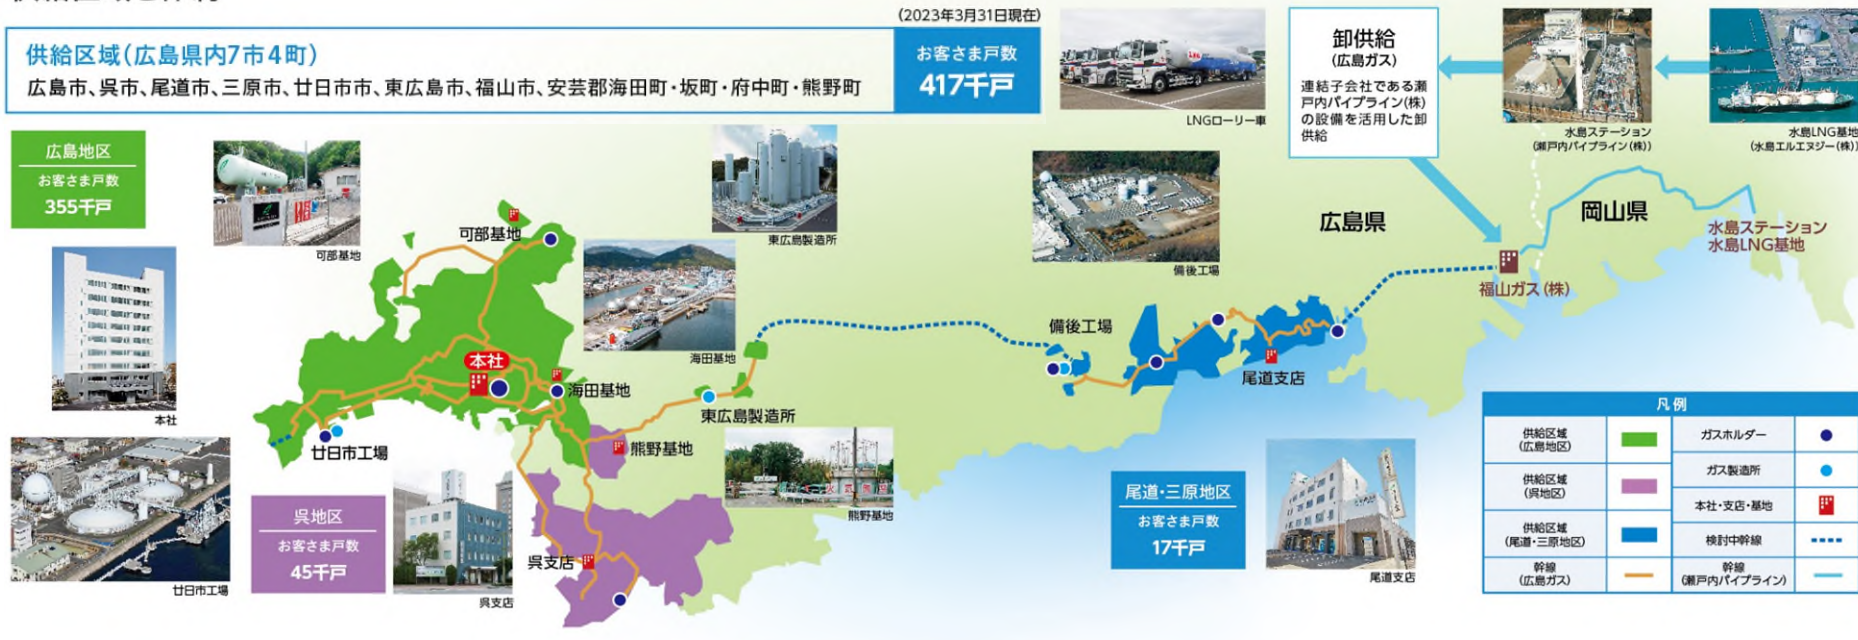 (2023年3月31日現在)
供給区域(広島県内7市4町)
広島市、呉市、尾道市、三原市、廿日市市、東広島市、福山市、安芸郡海田町・坂町・府中町・熊野町
お客さま戸数
417千戸
LNGローリー車
卸供給
(広島ガス)
連結子会社である瀬
戸内パイプライン(株)
の設備を活用した卸
供給
水島ステーション
(瀬戸内パイプライン(株))
水島LNG基地
(水島エルエヌジー(株))
広島地区
お客さま戸数
355千戸
可部基地
可部基地
東広島製造所
海田基地
備後工場
広島県
岡山県
水島ステーション
水島LNG基地
福山ガス(株)
本社
本社
海田基地
備後工場
尾道支店
東広島製造所
廿日市工場
廿日市工場
熊野基地
熊野基地
呉地区
お客さま戸数
45千戸
呉支店
呉支店
尾道・三原地区
お客さま戸数
17千戸
尾道支店
凡例
供給区域
(広島地区)
ガスホルダー
供給区域
(呉地区)
ガス製造所
本社・支店・基地
供給区域
(尾道・三原地区)
検討中幹線
幹線
(広島ガス)
幹線
(瀬戸内パイプライン)